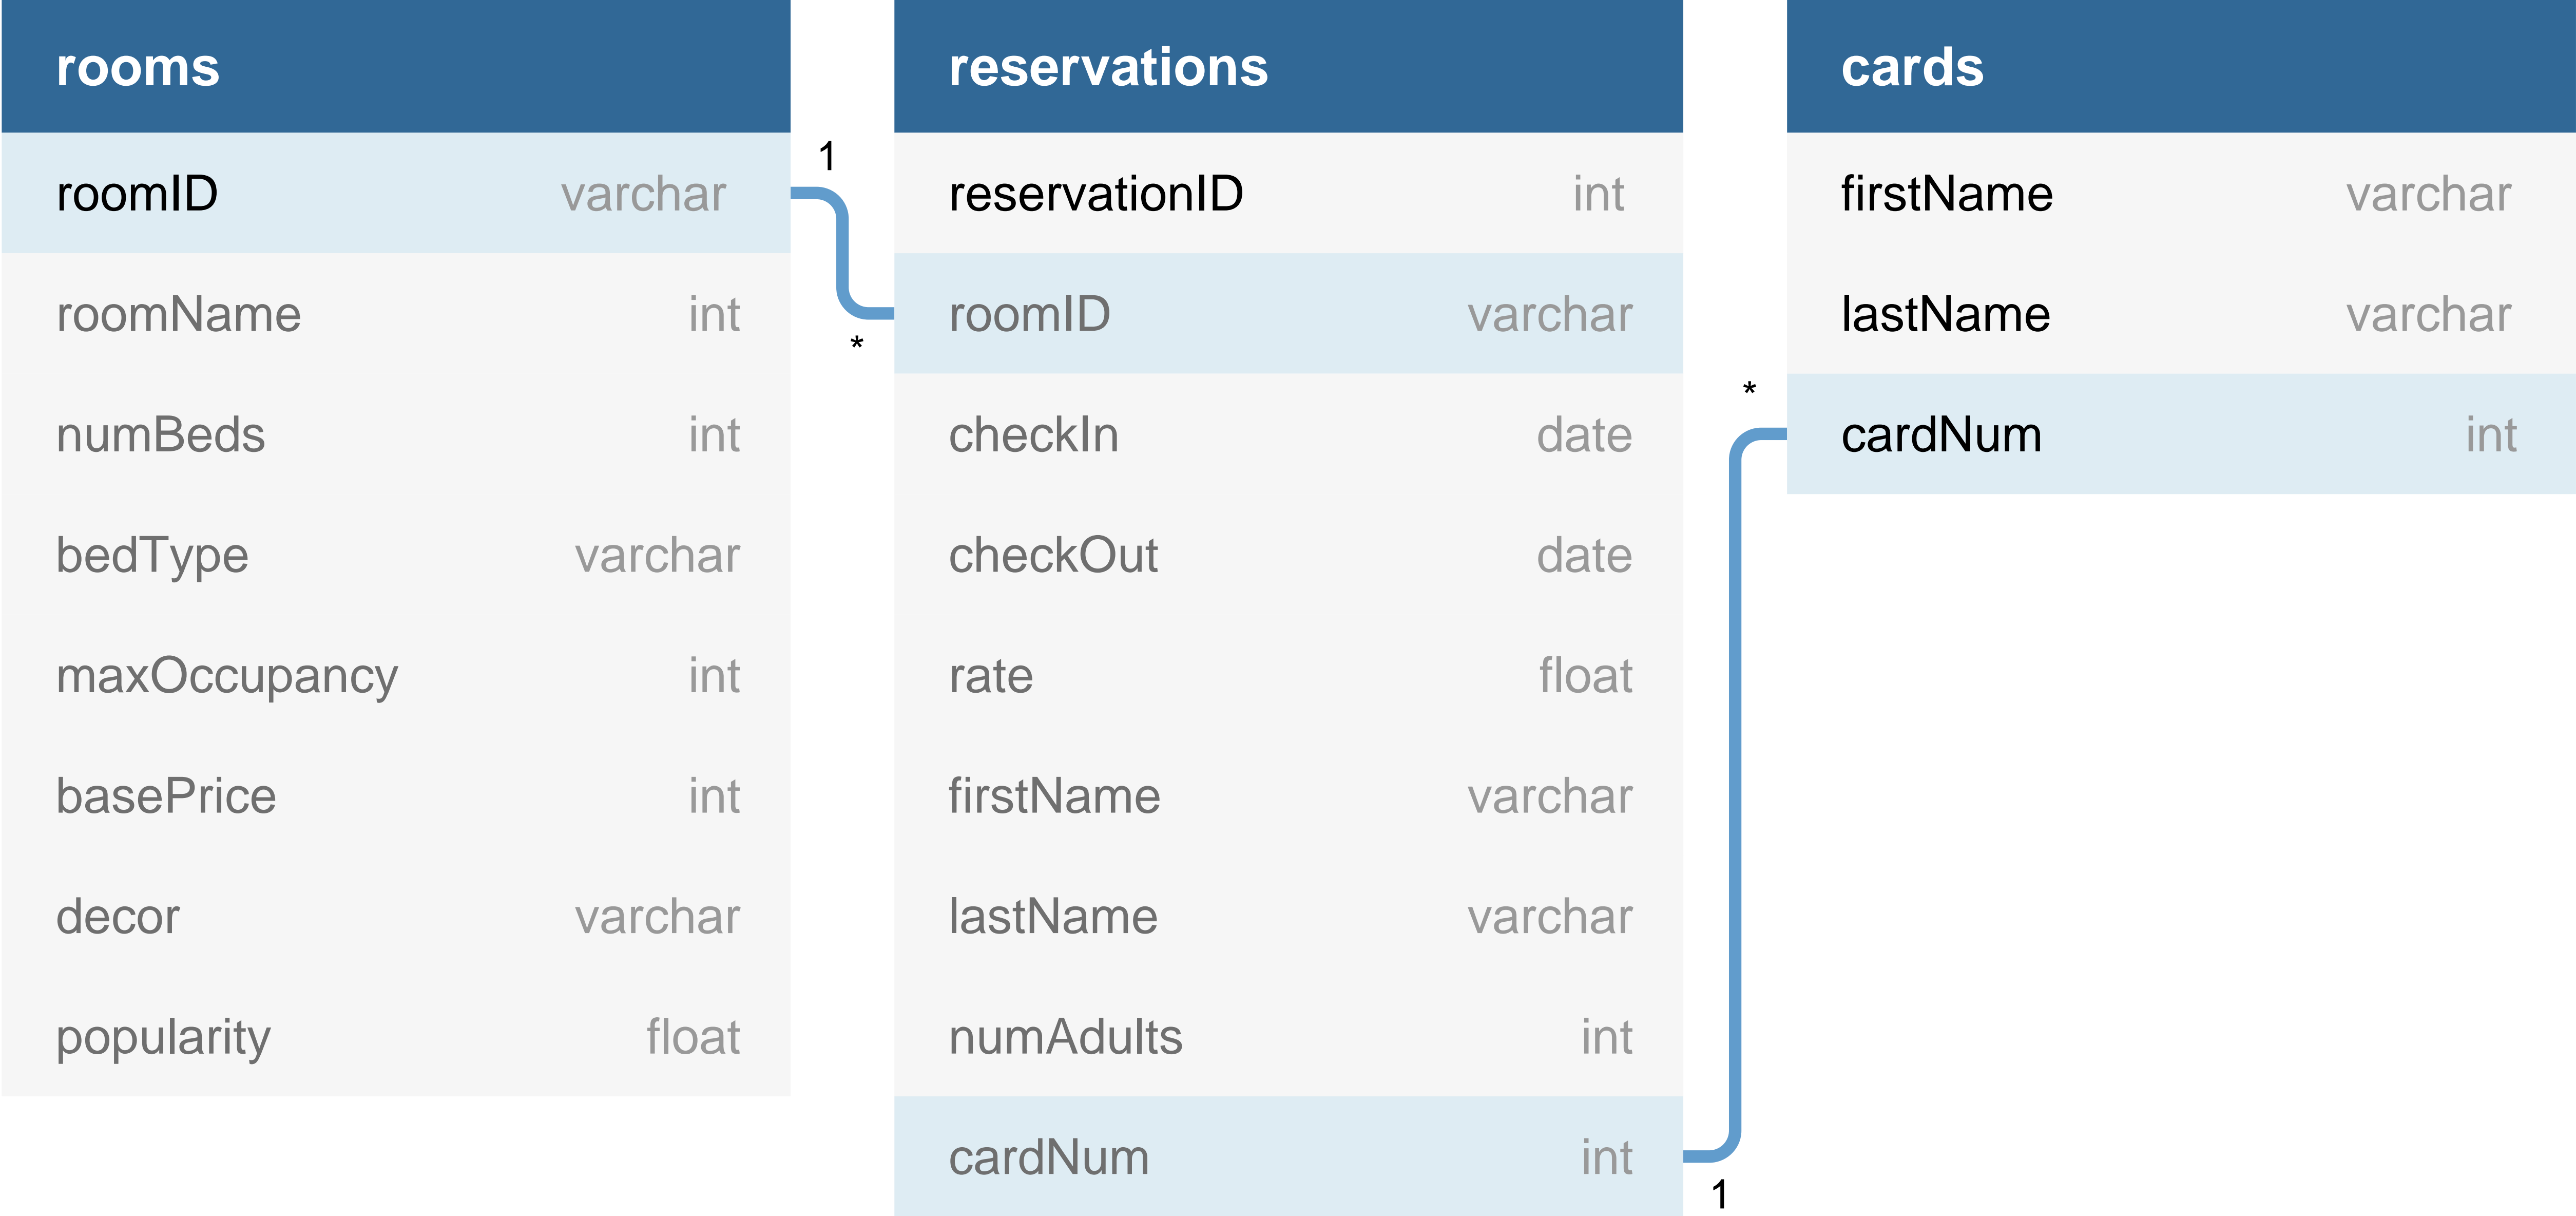 rooms
roomID varchar
roomName int
numBeds int
bedType varchar
maxOccupancy int
basePrice int
decor varchar
popularity float
1
*
reservations
reservationID int
roomID varchar
checkIn date
checkOut date
rate float
firstName varchar
lastName varchar
numAdults int
cardNum int
*
1
cards
firstName varchar
lastName varchar
cardNum int